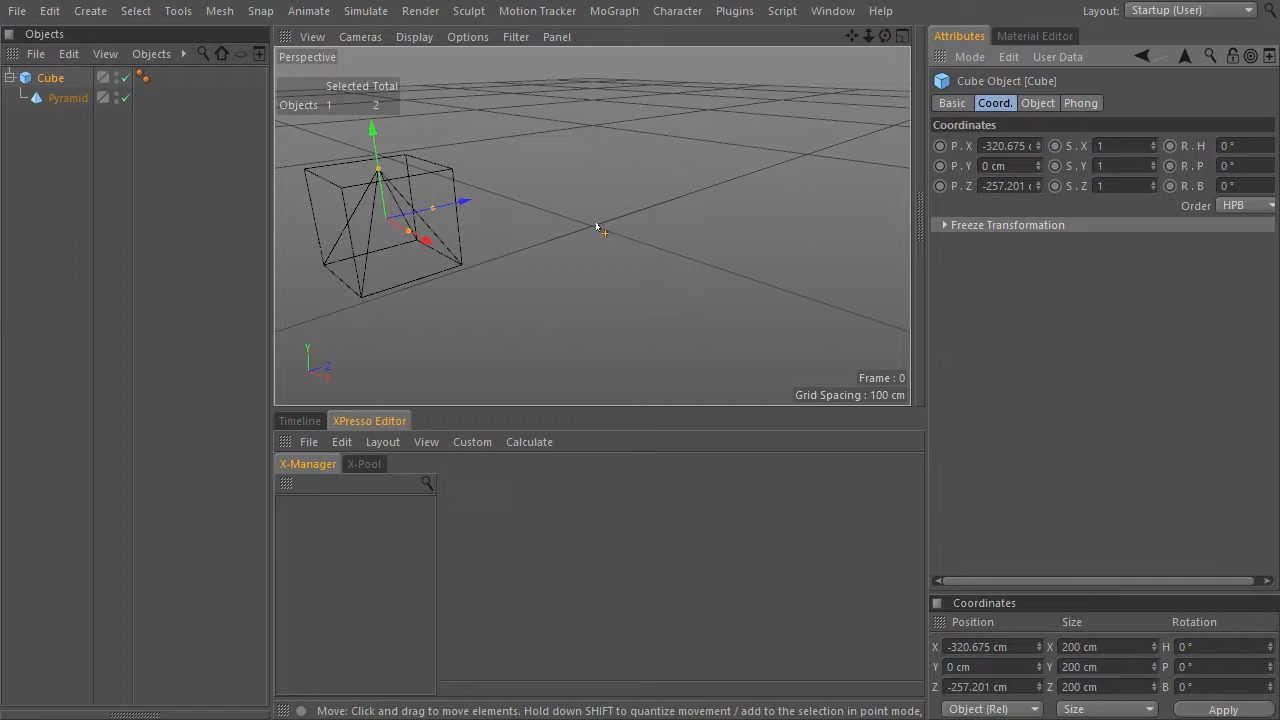 File Edit Create Select Tools Mesh Snap Animate Simulate Render Sculpt Motion Tracker MoGraph Character Plugins Script Window Help Layout: Startup (User)
Objects
File Edit View Objects
Cube
Pyramid
View Cameras Display Options Filter Panel
Perspective
Selected Total
Objects 1 2
Y
Z
X
Frame : 0
Grid Spacing : 100 cm
Timeline XPresso Editor
File Edit Layout View Custom Calculate
X-Manager X-Pool
Move: Click and drag to move elements. Hold down SHIFT to quantize movement / add to the selection in point mode,
Attributes Material Editor
Mode Edit User Data
Cube Object [Cube]
Basic Coord. Object Phong
Coordinates
P . X -320.675 c S . X 1 R . H 0 °
P . Y 0 cm S . Y 1 R . P 0 °
P . Z -257.201 c S . Z 1 R . B 0 °
Order HPB
Freeze Transformation
Coordinates
Position Size Rotation
X -320.675 cm X 200 cm H 0 °
Y 0 cm Y 200 cm P 0 °
Z -257.201 cm Z 200 cm B 0 °
Object (Rel) Size Apply